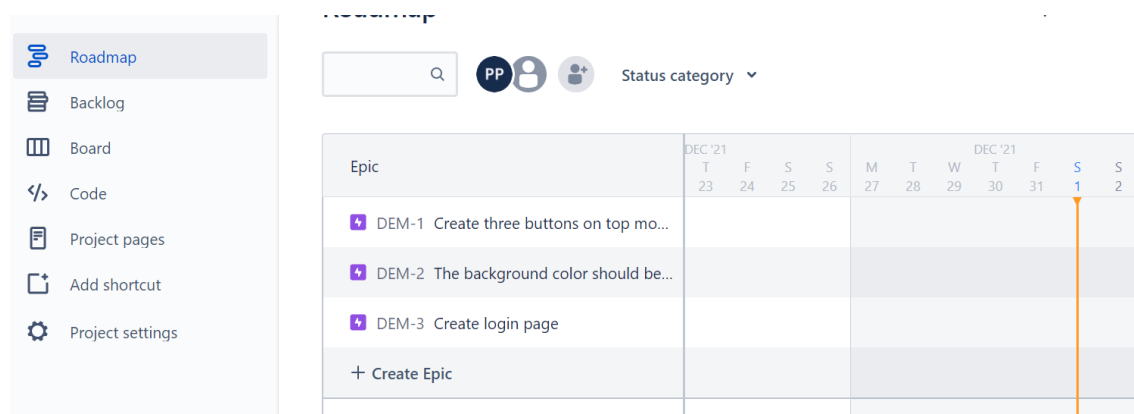 Roadmap
Roadmap
Backlog
Board
Code
Project pages
Add shortcut
Project settings
PP
Status category
Epic
DEC '21 DEC '21
T F S S M T W T F S S
23 24 25 26 27 28 29 30 31 1 2
DEM-1 Create three buttons on top mo...
DEM-2 The background color should be...
DEM-3 Create login page
+ Create Epic